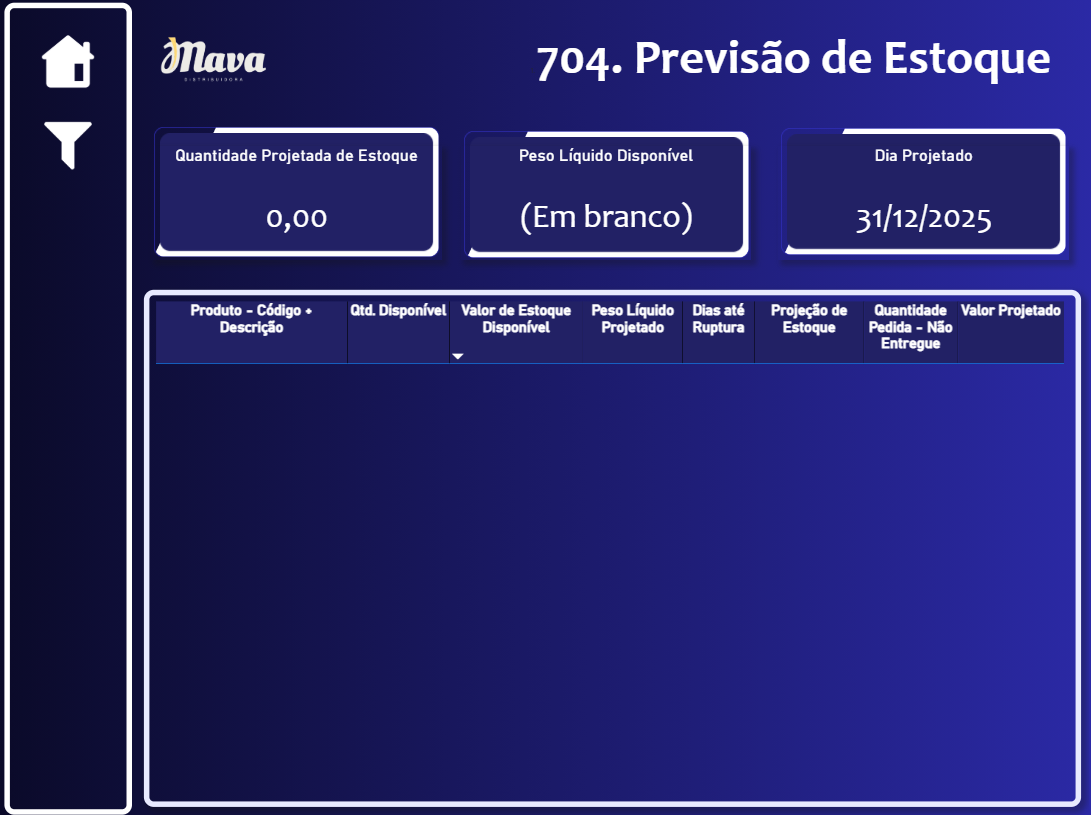 Mava
DISTRIBUIDORA
704. Previsão de Estoque
Quantidade Projetada de Estoque
0,00
Peso Líquido Disponível
(Em branco)
Dia Projetado
31/12/2025
Produto - Código +
Descrição
Qtd. Disponível
Valor de Estoque
Disponível
Peso Líquido
Projetado
Dias até
Ruptura
Projeção de
Estoque
Quantidade
Pedida - Não
Entregue
Valor Projetado